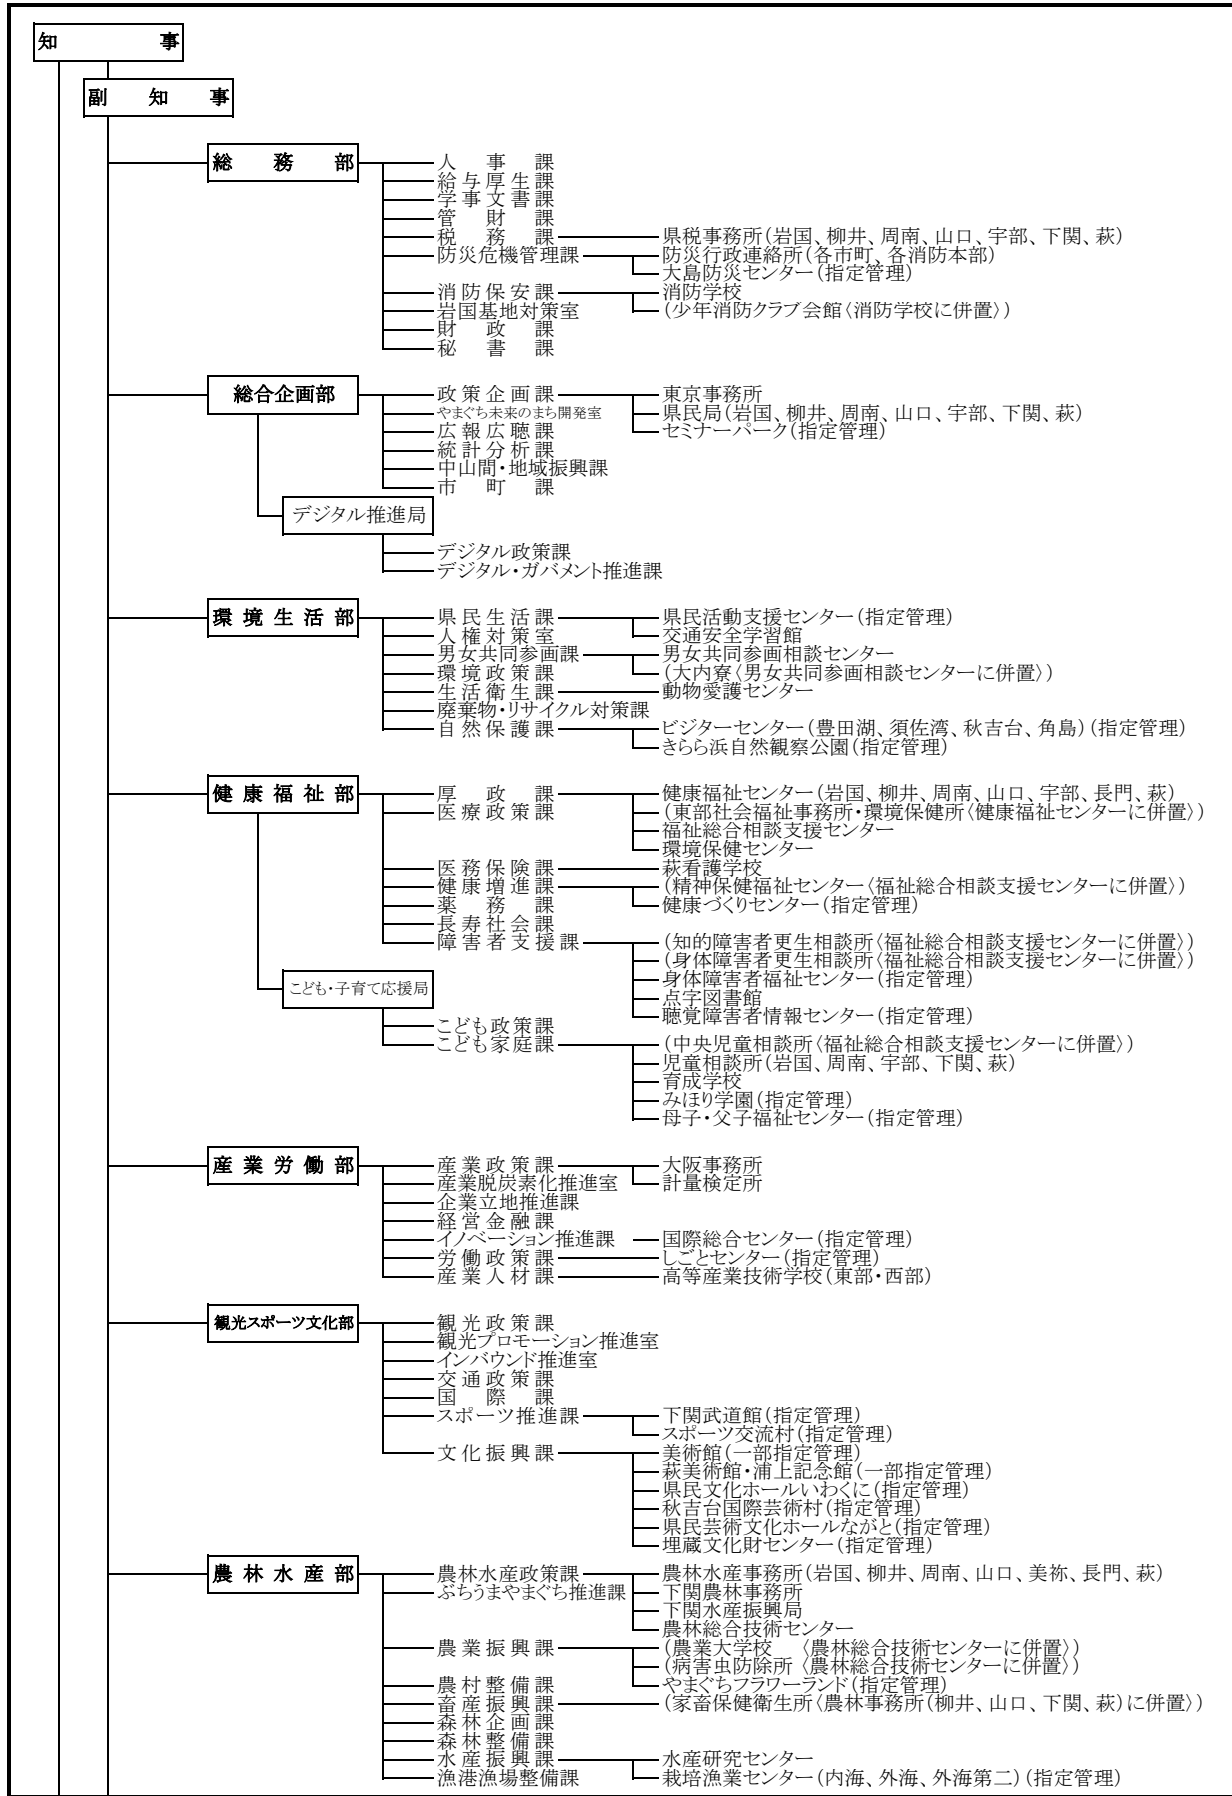 知事
副知事
総務部
人事課
給与厚生課
学事文書課
管財課
税務課 県税事務所(岩国、柳井、周南、山口、宇部、下関、萩)
防災危機管理課 防災行政連絡所(各市町、各消防本部)
大島防災センター(指定管理)
消防保安課 消防学校
岩国基地対策室 (少年消防クラブ会館〈消防学校に併置〉)
財政課
秘書課
総合企画部
政策企画課 東京事務所
やまぐち未来のまち開発室 県民局(岩国、柳井、周南、山口、宇部、下関、萩)
広報広聴課 セミナーパーク(指定管理)
統計分析課
中山間・地域振興課
市町課
デジタル推進局
デジタル政策課
デジタル・ガバメント推進課
環境生活部
県民生活課 県民活動支援センター(指定管理)
人権対策室 交通安全学習館
男女共同参画課 男女共同参画相談センター
環境政策課 (大内寮〈男女共同参画相談センターに併置〉)
生活衛生課 動物愛護センター
廃棄物・リサイクル対策課
自然保護課 ビジターセンター(豊田湖、須佐湾、秋吉台、角島)(指定管理)
きらら浜自然観察公園(指定管理)
健康福祉部
厚政課 健康福祉センター(岩国、柳井、周南、山口、宇部、長門、萩)
医療政策課 (東部社会福祉事務所・環境保健所〈健康福祉センターに併置〉)
福祉総合相談支援センター
環境保健センター
医務保険課 萩看護学校
健康増進課 (精神保健福祉センター〈福祉総合相談支援センターに併置〉)
薬務課 健康づくりセンター(指定管理)
長寿社会課
障害者支援課 (知的障害者更生相談所〈福祉総合相談支援センターに併置〉)
(身体障害者更生相談所〈福祉総合相談支援センターに併置〉)
身体障害者福祉センター(指定管理)
点字図書館
聴覚障害者情報センター(指定管理)
こども・子育て応援局
こども政策課
こども家庭課 (中央児童相談所〈福祉総合相談支援センターに併置〉)
児童相談所(岩国、周南、宇部、下関、萩)
育成学校
みほり学園(指定管理)
母子・父子福祉センター(指定管理)
産業労働部
産業政策課 大阪事務所
産業脱炭素化推進室 計量検定所
企業立地推進課
経営金融課
イノベーション推進課 国際総合センター(指定管理)
労働政策課 しごとセンター(指定管理)
産業人材課 高等産業技術学校(東部・西部)
観光スポーツ文化部
観光政策課
観光プロモーション推進室
インバウンド推進室
交通政策課
国際課
スポーツ推進課 下関武道館(指定管理)
スポーツ交流村(指定管理)
文化振興課 美術館(一部指定管理)
萩美術館・浦上記念館(一部指定管理)
県民文化ホールいわくに(指定管理)
秋吉台国際芸術村(指定管理)
県民芸術文化ホールながと(指定管理)
埋蔵文化財センター(指定管理)
農林水産部
農林水産政策課 農林水産事務所(岩国、柳井、周南、山口、美祢、長門、萩)
ぶちうまやまぐち推進課 下関農林事務所
下関水産振興局
農林総合技術センター
農業振興課 (農業大学校 〈農林総合技術センターに併置〉)
(病害虫防除所 〈農林総合技術センターに併置〉)
農村整備課 やまぐちフラワーランド(指定管理)
畜産振興課 (家畜保健衛生所〈農林事務所(柳井、山口、下関、萩)に併置〉)
森林企画課
森林整備課
水産振興課 水産研究センター
漁港漁場整備課 栽培漁業センター(内海、外海、外海第二)(指定管理)